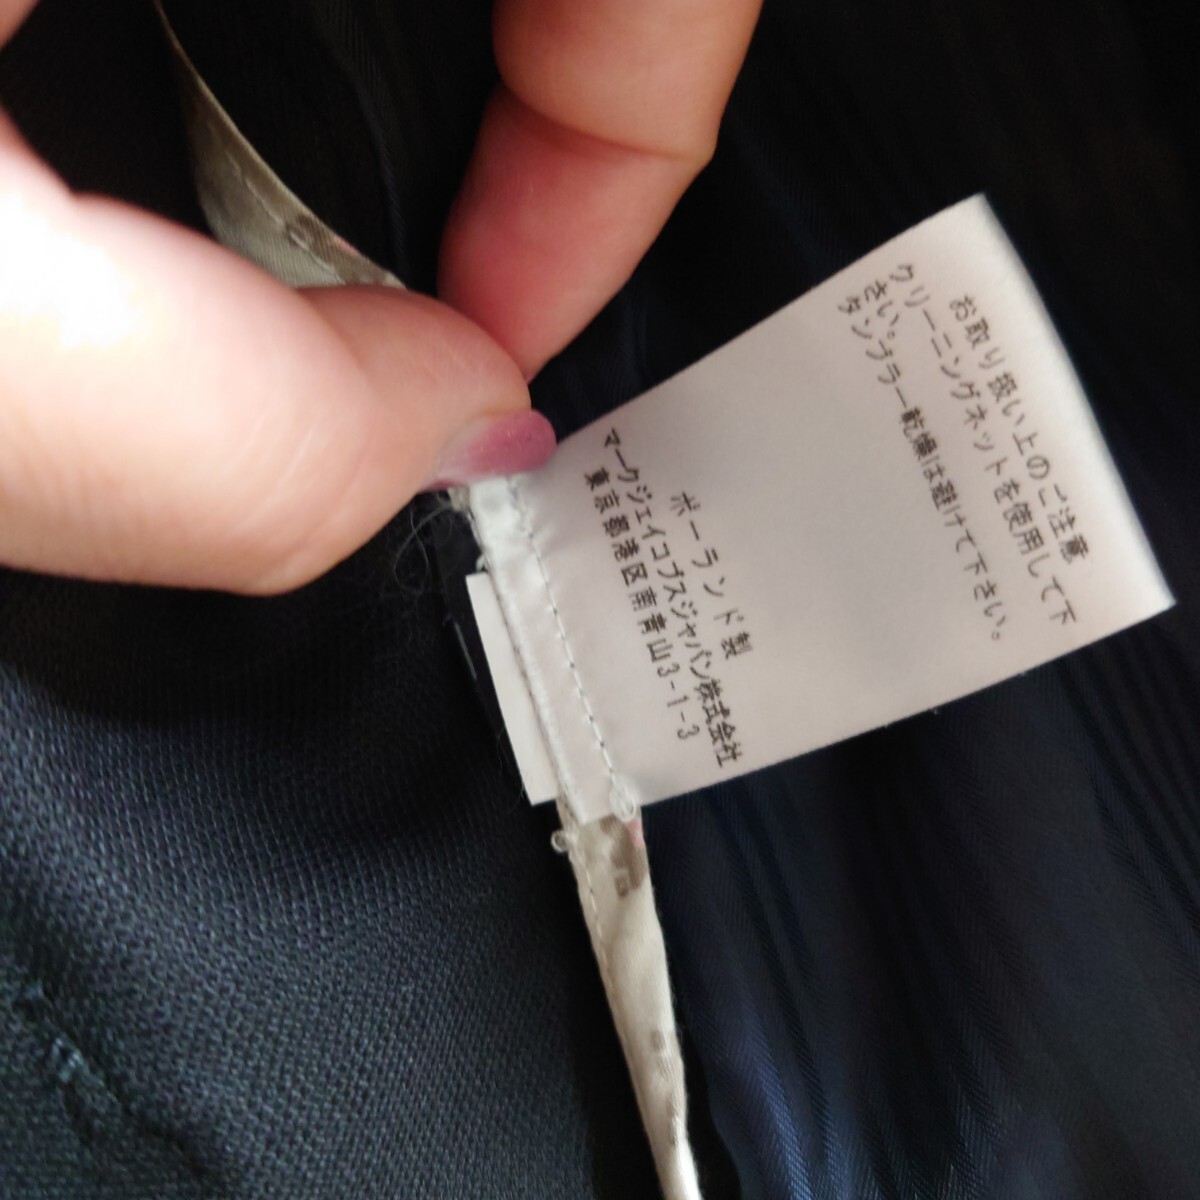 お取り扱い上のご注意
クリーニングネットを使用して下
さい。
タンブラー乾燥は避けて下さい。
ポーランド製
マークジェイコブスジャパン株式会社
東京都港区南青山3-1-3